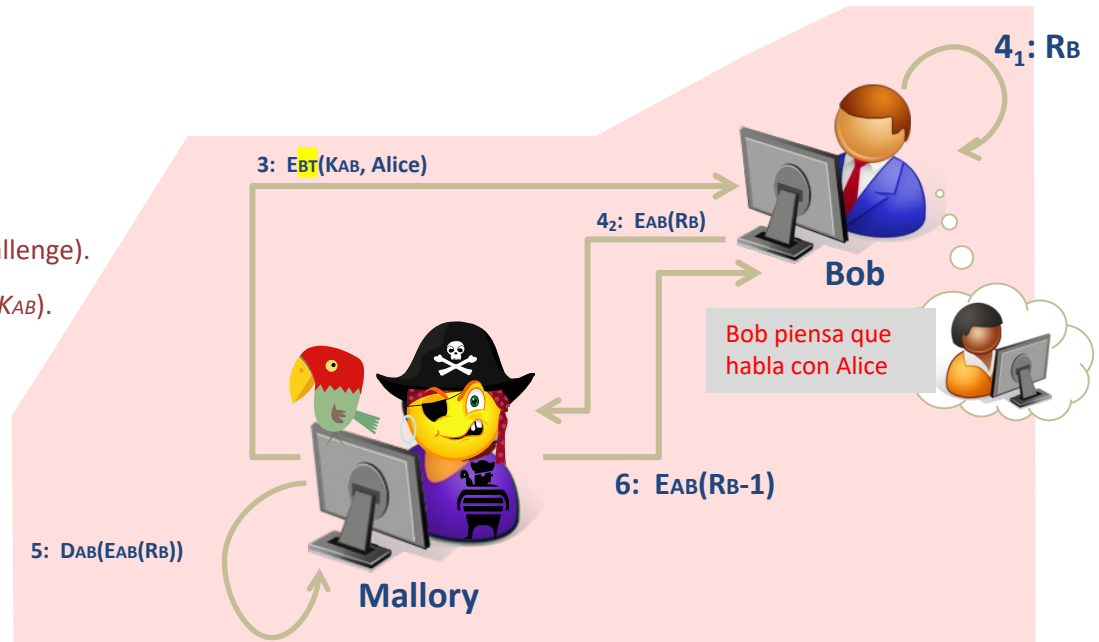 4₁: RB
3: EBT(KAB, Alice)
4₂: EAB(RB)
allenge).
KAB).
Bob
Bob piensa que
habla con Alice
6: EAB(RB-1)
5: DAB(EAB(RB))
Mallory